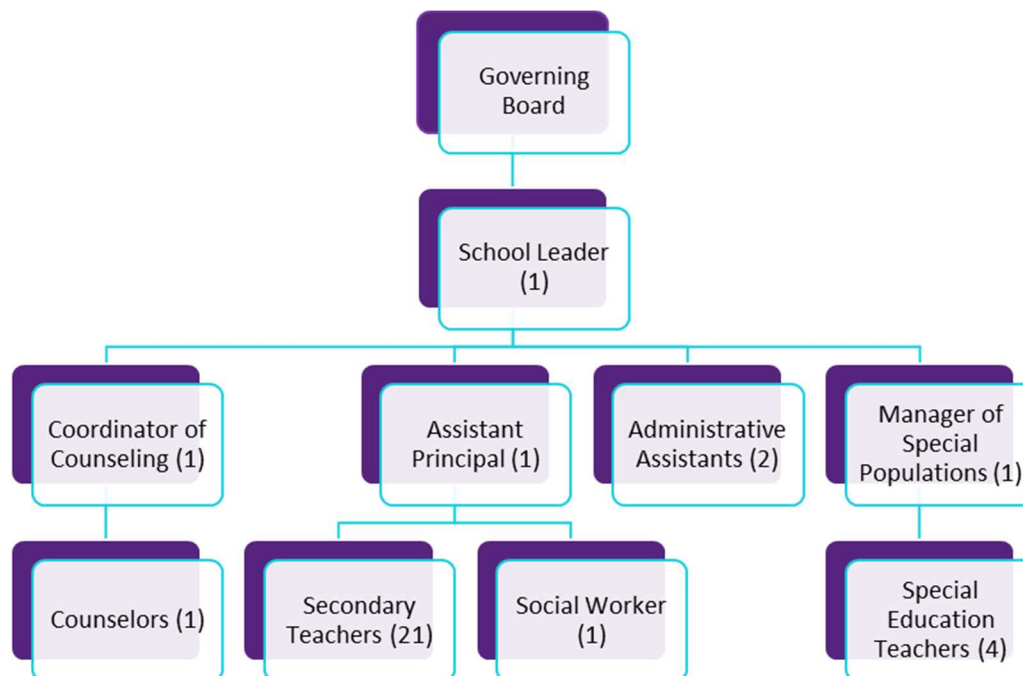 Governing
Board
School Leader
(1)
Coordinator of
Counseling (1)
Assistant
Principal (1)
Administrative
Assistants (2)
Manager of
Special
Populations (1)
Counselors (1)
Secondary
Teachers (21)
Social Worker
(1)
Special
Education
Teachers (4)